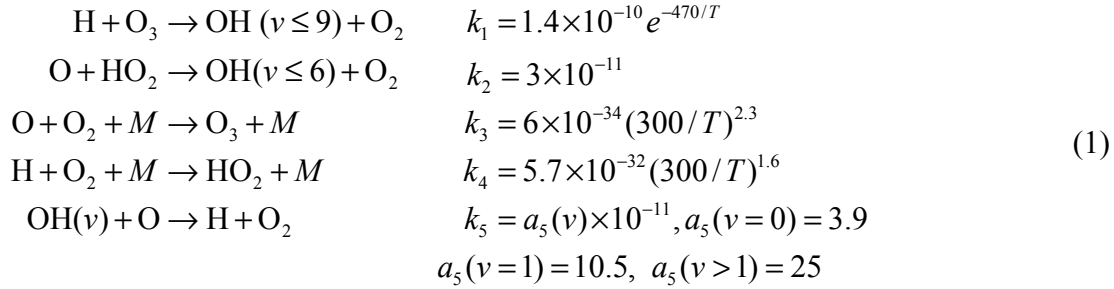 H + O₃ → OH (v ≤ 9) + O₂ k₁ = 1.4×10⁻¹⁰ e^{−470/T}
O + HO₂ → OH(v ≤ 6) + O₂ k₂ = 3×10⁻¹¹
O + O₂ + M → O₃ + M k₃ = 6×10⁻³⁴ (300 / T)^{2.3}
H + O₂ + M → HO₂ + M k₄ = 5.7×10⁻³² (300 / T)^{1.6}
(1)
OH(v) + O → H + O₂ k₅ = a₅(v)×10⁻¹¹, a₅(v = 0) = 3.9
a₅(v = 1) = 10.5, a₅(v > 1) = 25